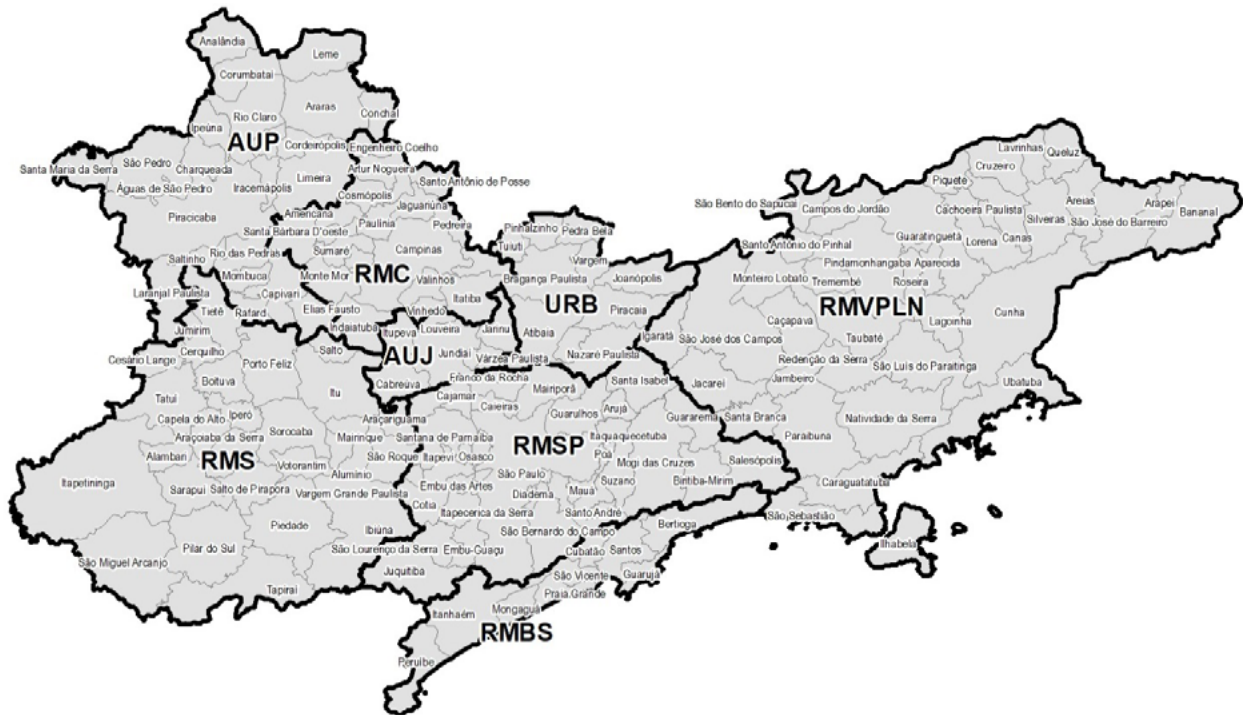 Analândia
Leme
Corumbatai
Araras
Rio Claro
Conchal
Ipeúna
AUP
Cordeirópolis
Engenheiro Coelho
Santa Maria da Serra
São Pedro
Charqueada
Artur Nogueira
Limeira
Santo Antônio de Posse
Águas de São Pedro
Iracemápolis
Cosmópolis
Jaguariúna
Piracicaba
Americana
Paulínia
Pedreira
Santa Bárbara D'oeste
Saltinho
Rio das Pedras
Sumaré
Campinas
Mombuca
Monte Mor
RMC
Valinhos
Laranjal Paulista
Capivari
Itatiba
Tietê
Rafard
Elias Fausto
Vinhedo
Indaiatuba
Pinhalzinho
Pedra Bela
Tuiuti
Vargem
Bragança Paulista
Joanópolis
URB
Piracaia
Atibaia
Nazaré Paulista
Itupeva
Louveira
Jarinu
AUJ
Jundiaí
Várzea Paulista
Cabreúva
Lavrinhas
Queluz
Cruzeiro
Piquete
São Bento do Sapucaí
Campos do Jordão
Cachoeira Paulista
Areias
Arapeí
Bananal
Silveiras
São José do Barreiro
Guaratinguetá
Lorena
Canas
Santo Antônio do Pinhal
Pindamonhangaba
Aparecida
Monteiro Lobato
Tremembé
Roseira
RMVPLN
Cunha
Caçapava
Lagoinha
Igaratá
São José dos Campos
Taubaté
Redenção da Serra
São Luís do Paraitinga
Jacareí
Jambeiro
Ubatuba
Santa Branca
Natividade da Serra
Paraibuna
Caraguatatuba
São Sebastião
Ilhabela
Jumirim
Cesário Lange
Cerquilho
Porto Feliz
Salto
Boituva
Itu
Tatuí
Capela do Alto
Iperó
Araçariguama
Araçoiaba da Serra
Sorocaba
Mairinque
Alambari
RMS
São Roque
Votorantim
Itapetininga
Alumínio
Sarapuí
Salto de Pirapora
Vargem Grande Paulista
Piedade
Ibiúna
Pilar do Sul
São Miguel Arcanjo
Tapiraí
Franco da Rocha
Mairiporã
Santa Isabel
Cajamar
Caieiras
Guarulhos
Arujá
Guararema
Santana de Parnaíba
RMSP
Itaquaquecetuba
Itapevi
Osasco
Poá
Mogi das Cruzes
Salesópolis
São Paulo
Suzano
Biritiba-Mirim
Embu das Artes
Mauá
Diadema
Cotia
Itapecerica da Serra
Santo André
São Bernardo do Campo
São Lourenço da Serra
Embu-Guaçu
Juquitiba
Bertioga
Cubatão
Santos
São Vicente
Guarujá
Praia Grande
Itanhaém
Mongaguá
RMBS
Peruíbe